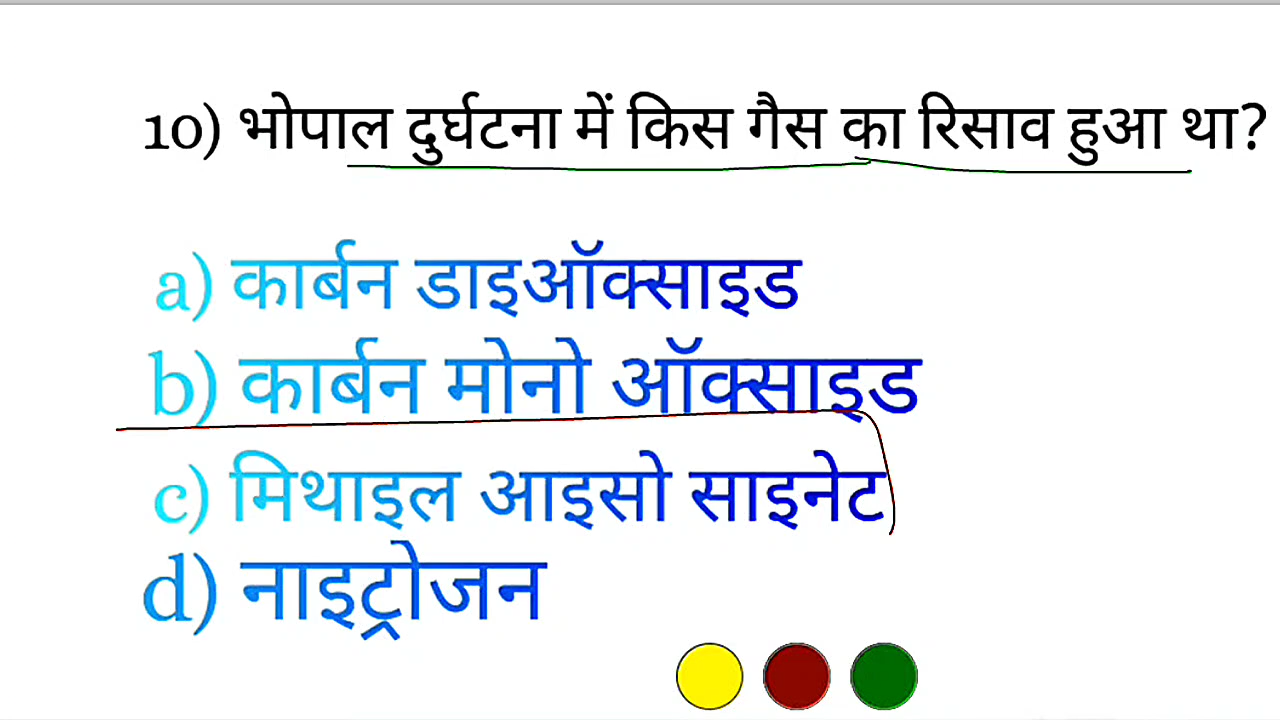 10) भोपाल दुर्घटना में किस गैस का रिसाव हुआ था?
a) कार्बन डाइऑक्साइड
b) कार्बन मोनो ऑक्साइड
c) मिथाइल आइसो साइनेट
d) नाइट्रोजन